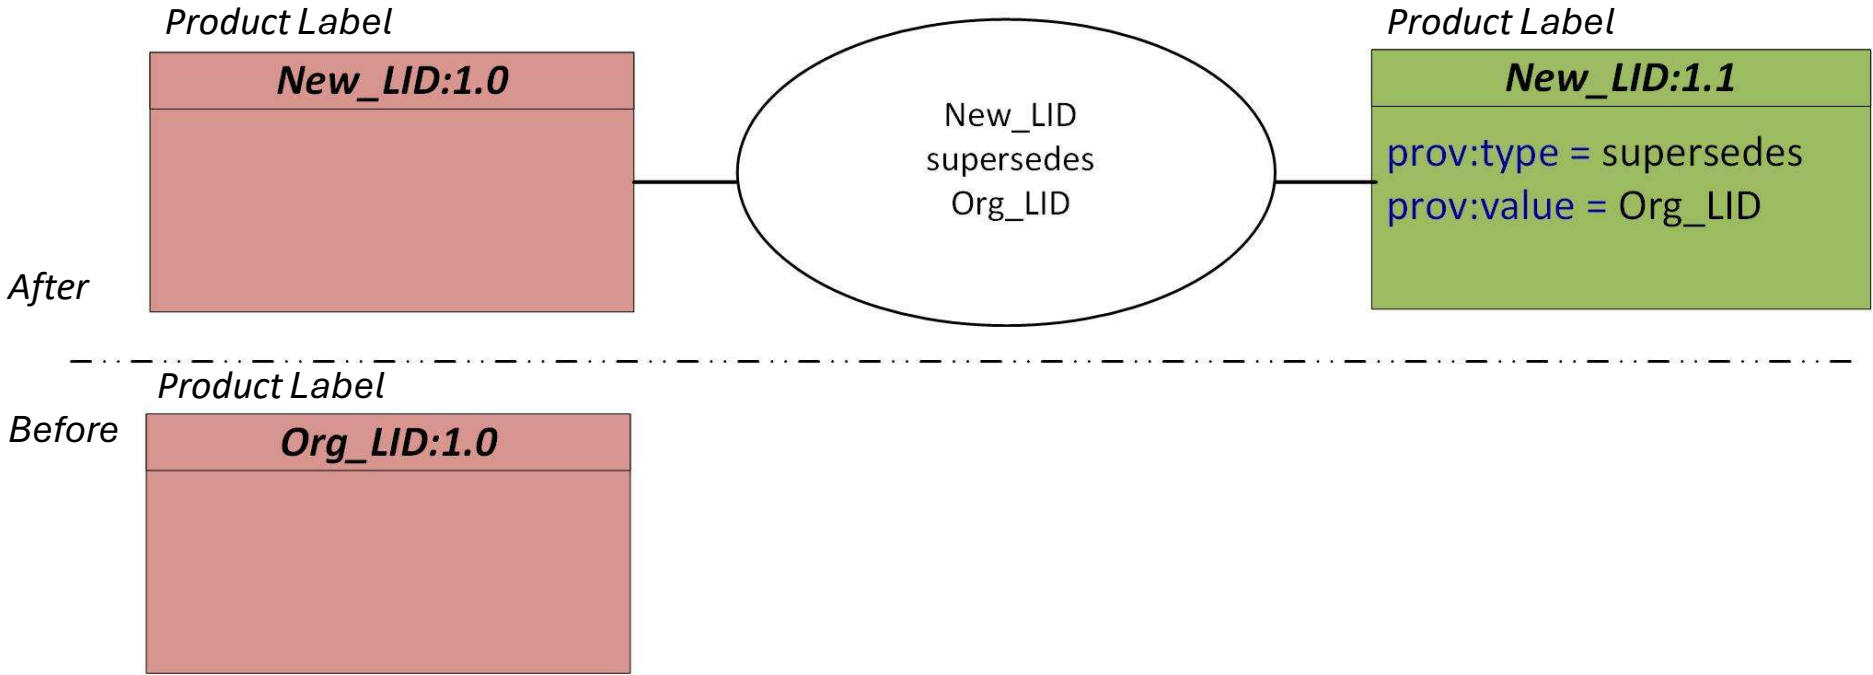 Product Label
New_LID:1.0
New_LID
supersedes
Org_LID
Product Label
New_LID:1.1
prov:type = supersedes
prov:value = Org_LID
After
Product Label
Before
Org_LID:1.0